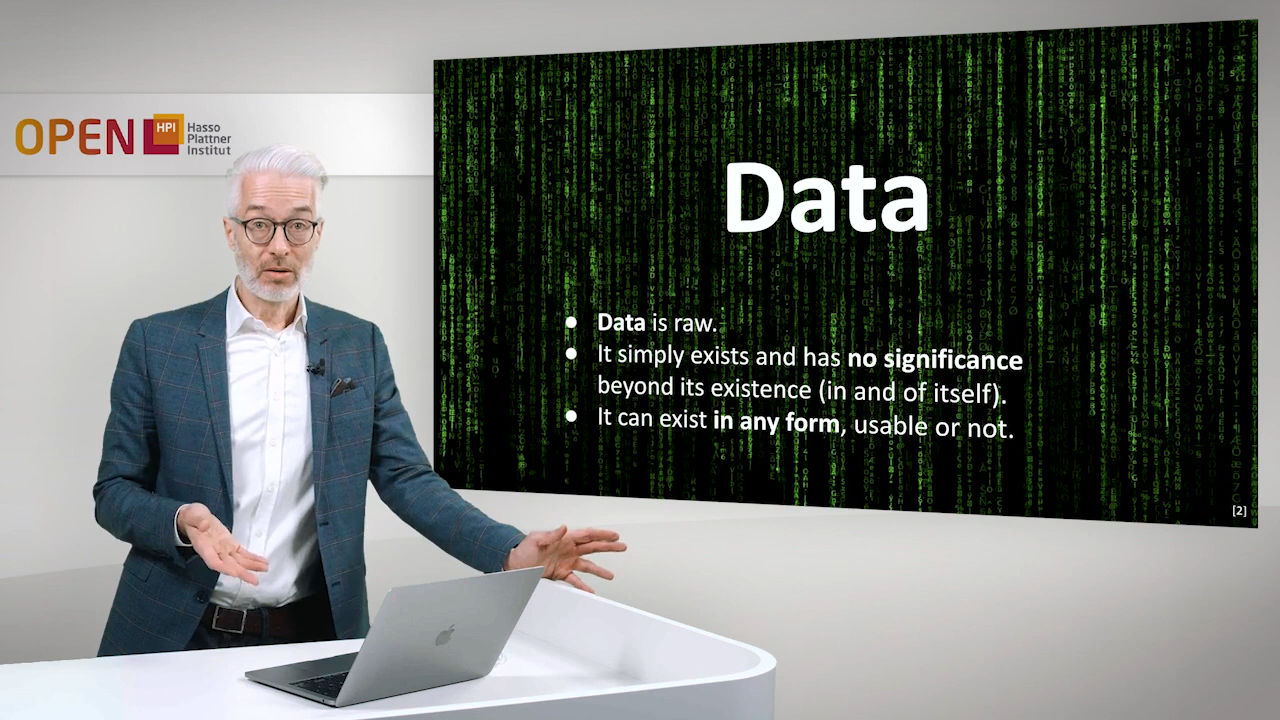 OPEN HPI Hasso
Plattner
Institut
Data
● Data is raw.
● It simply exists and has no significance
beyond its existence (in and of itself).
● It can exist in any form, usable or not.
[2]